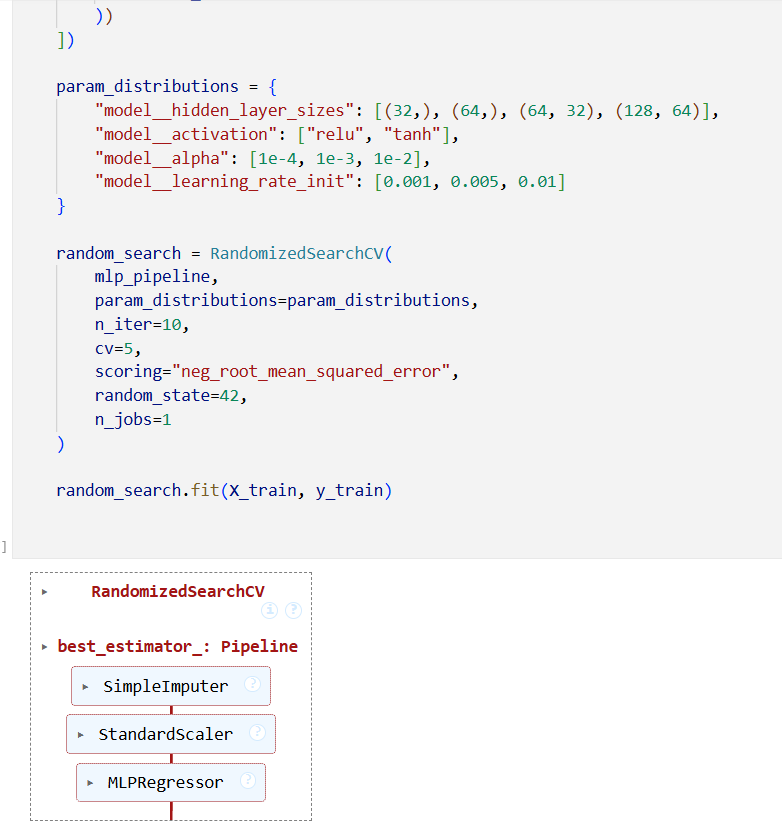 ))
])
param_distributions = {
"model__hidden_layer_sizes": [(32,), (64,), (64, 32), (128, 64)],
"model__activation": ["relu", "tanh"],
"model__alpha": [1e-4, 1e-3, 1e-2],
"model__learning_rate_init": [0.001, 0.005, 0.01]
}
random_search = RandomizedSearchCV(
mlp_pipeline,
param_distributions=param_distributions,
n_iter=10,
cv=5,
scoring="neg_root_mean_squared_error",
random_state=42,
n_jobs=1
)
random_search.fit(X_train, y_train)
]
▸ RandomizedSearchCV
i ?
▸ best_estimator_: Pipeline
▸ SimpleImputer ?
▸ StandardScaler ?
▸ MLPRegressor ?